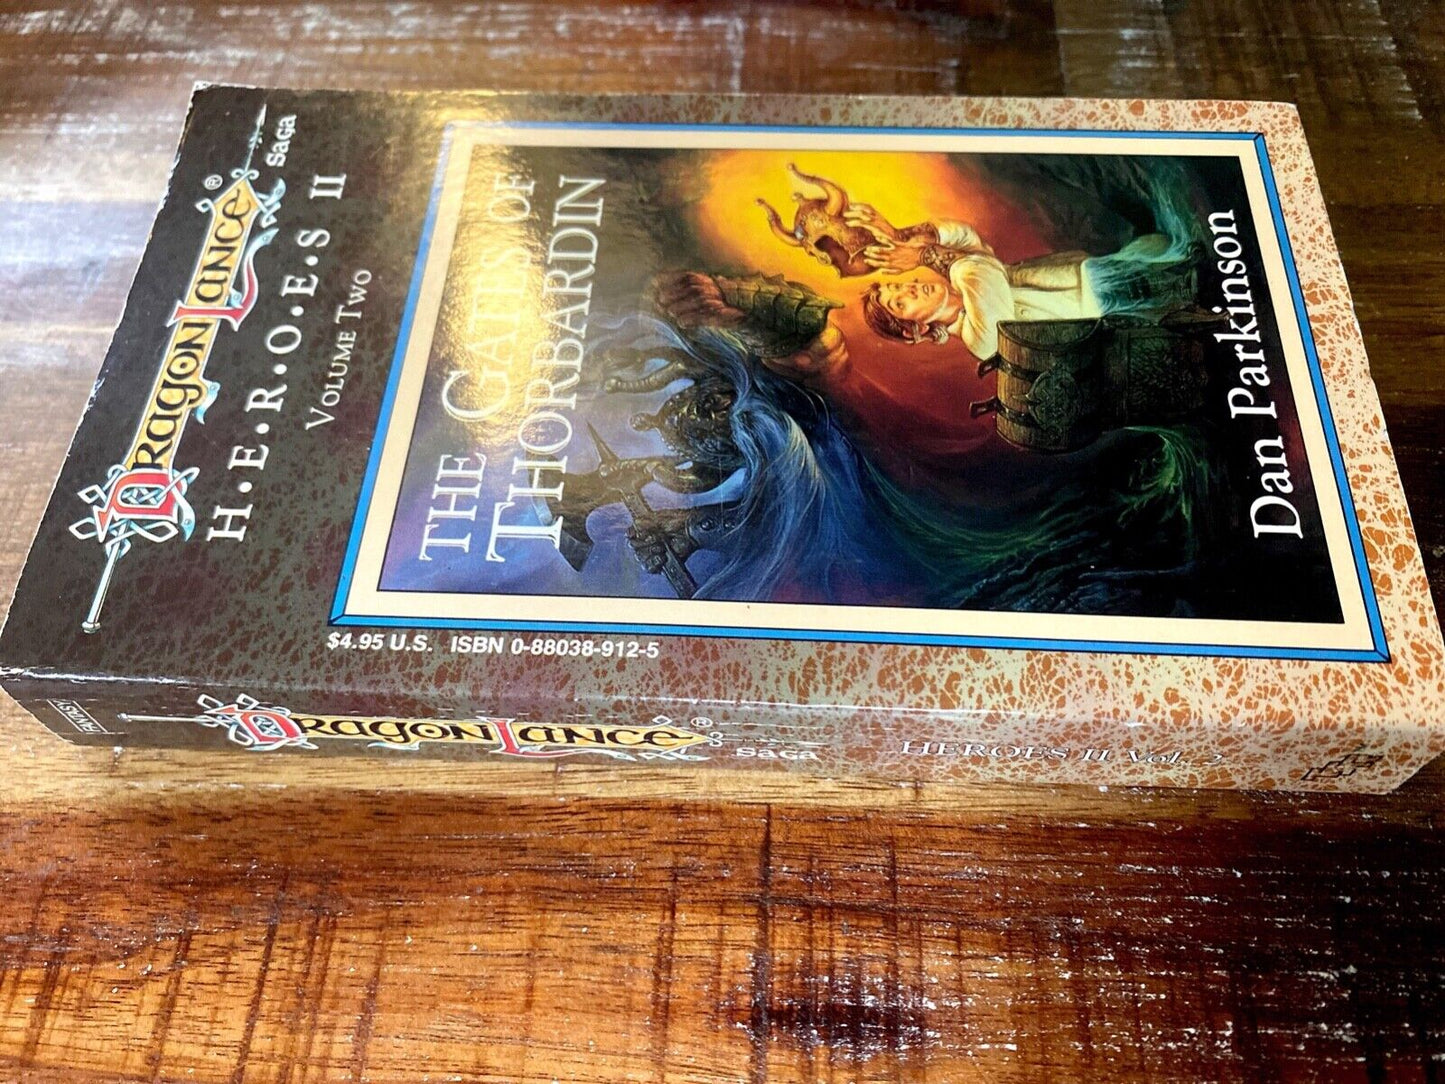 DRAGONLANCE®
SAGA
H•E•R•O•E•S II
VOLUME TWO
THE GATES OF
THORBARDIN
Dan Parkinson
$4.95 U.S. ISBN 0-88038-912-5
FANTASY
DRAGONLANCE®
SAGA
HEROES II Vol. 2